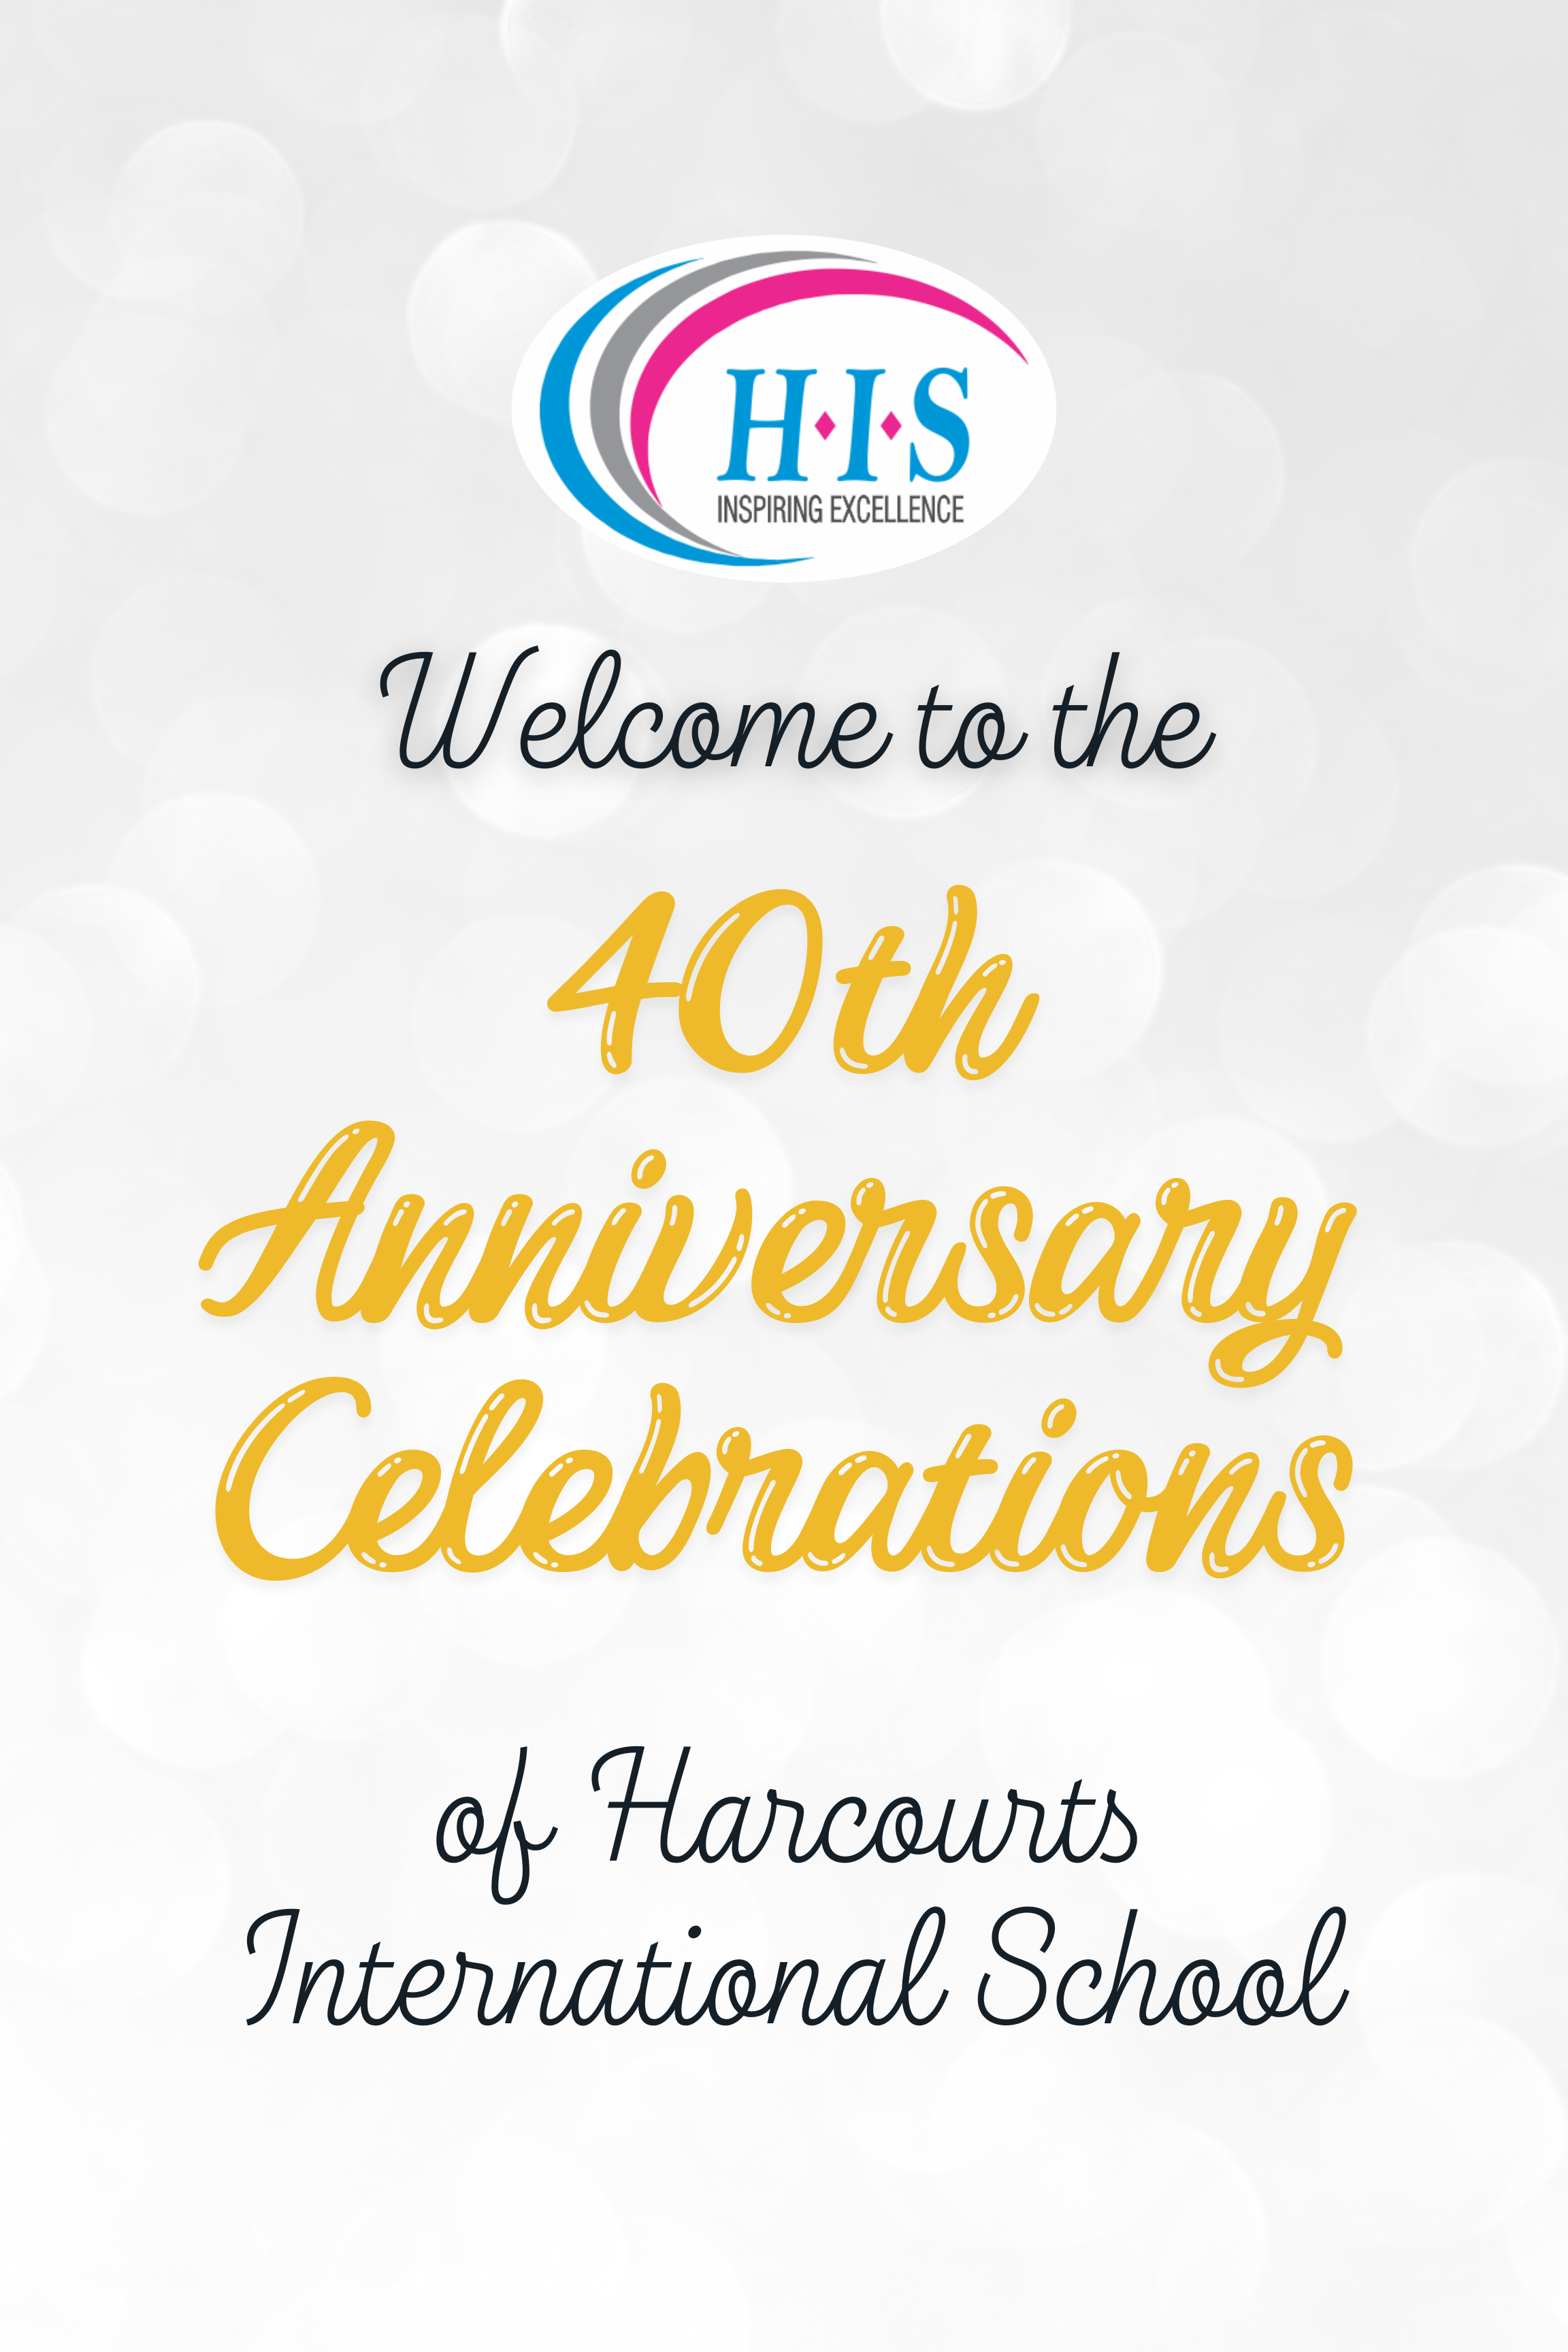 H·I·S
INSPIRING EXCELLENCE
Welcome to the
40th
Anniversary
Celebrations
of Harcourts
International School